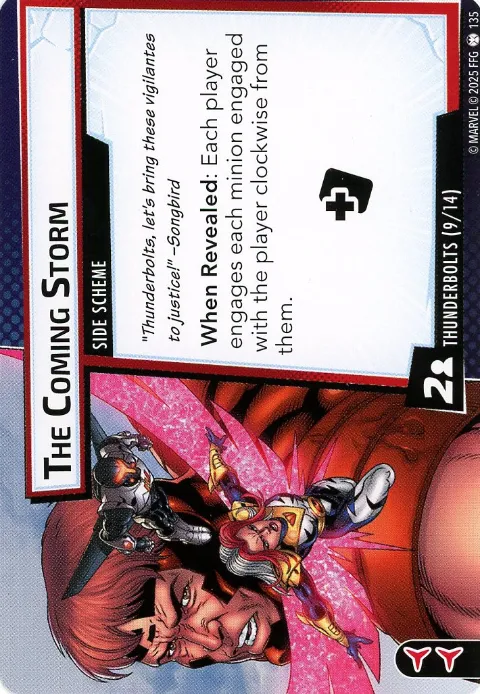 THE COMING STORM
SIDE SCHEME
"Thunderbolts, let's bring these vigilantes
to justice!" –Songbird
When Revealed: Each player
engages each minion engaged
with the player clockwise from
them.
2
THUNDERBOLTS (9/14)
© MARVEL © 2025 FFG 135